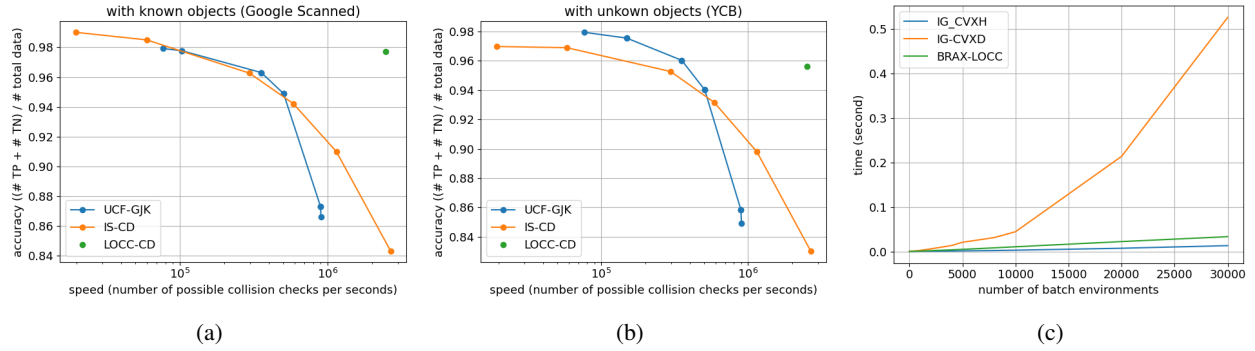 with known objects (Google Scanned)
accuracy ((# TP + # TN) / # total data)
0.98
0.96
0.94
0.92
0.90
0.88
0.86
0.84
UCF-GJK
IS-CD
LOCC-CD
10^5
10^6
speed (number of possible collision checks per seconds)
(a)
with unkown objects (YCB)
accuracy ((# TP + # TN) / # total data)
0.98
0.96
0.94
0.92
0.90
0.88
0.86
0.84
UCF-GJK
IS-CD
LOCC-CD
10^5
10^6
speed (number of possible collision checks per seconds)
(b)
IG_CVXH
IG-CVXD
BRAX-LOCC
time (second)
0.5
0.4
0.3
0.2
0.1
0.0
0
5000
10000
15000
20000
25000
30000
number of batch environments
(c)